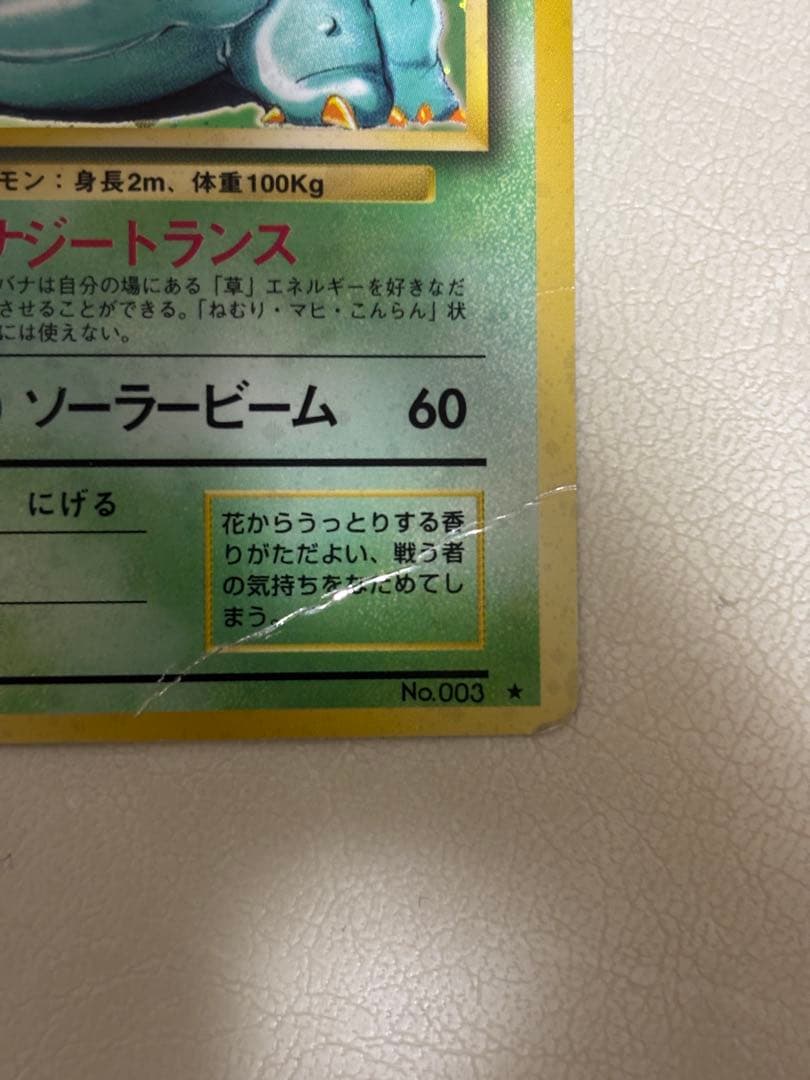 モン：身長2m、体重100Kg
ナジートランス
バナは自分の場にある「草」エネルギーを好きなだ
させることができる。「ねむり・マヒ・こんらん」状
には使えない。
ソーラービーム 60
にげる
花からうっとりする香
りがただよい、戦う者
の気持ちをなだめてし
まう。
No.003 ★